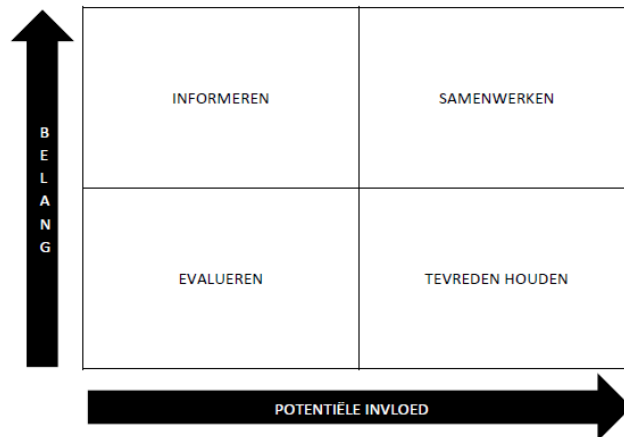 INFORMEREN
SAMENWERKEN
BELANG
EVALUEREN
TEVREDEN HOUDEN
POTENTIËLE INVLOED